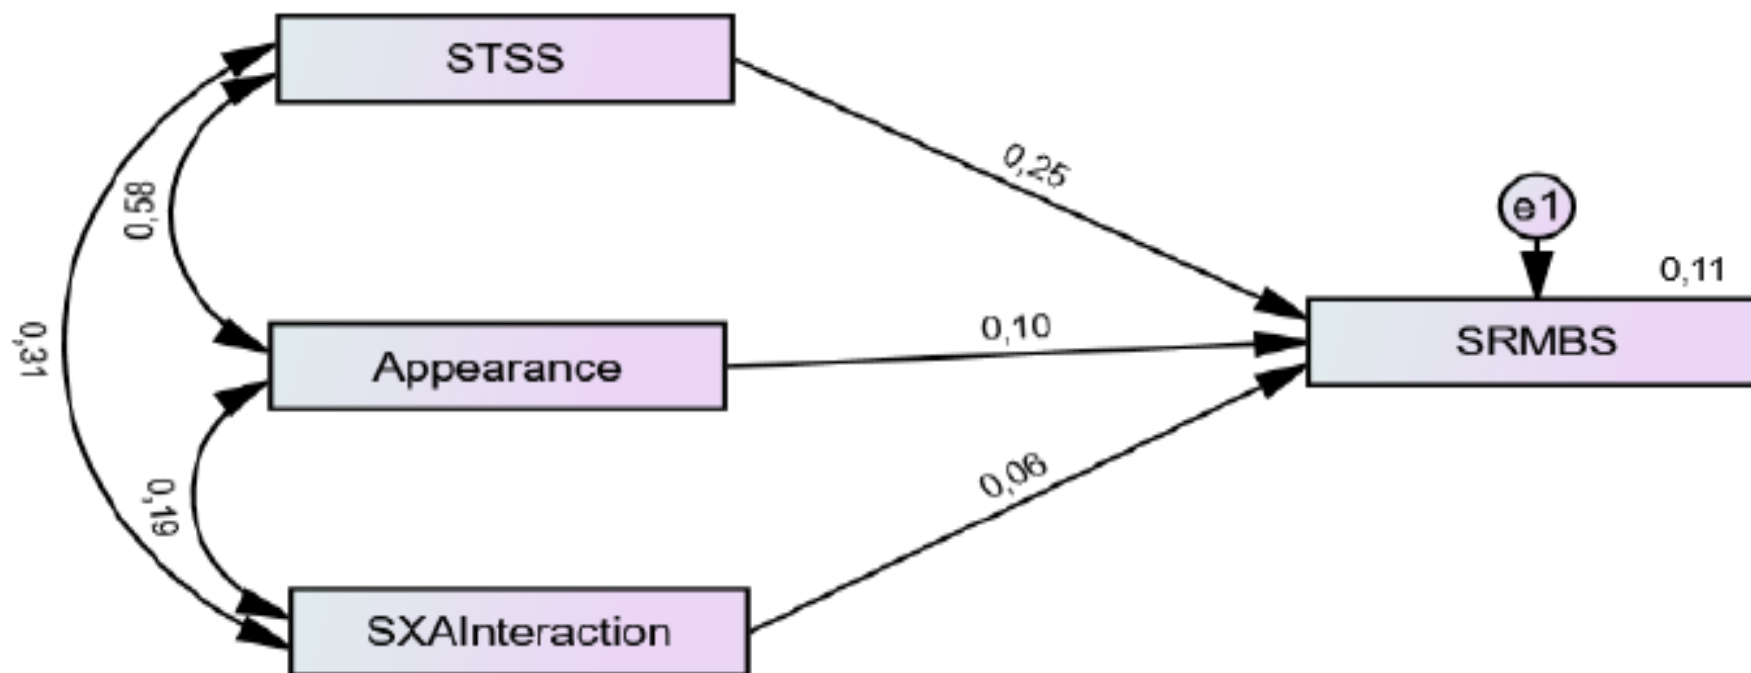 STSS
0,25
0,58
e1
0,11
0,31
Appearance
0,10
SRMBS
0,19
0,06
SXAInteraction